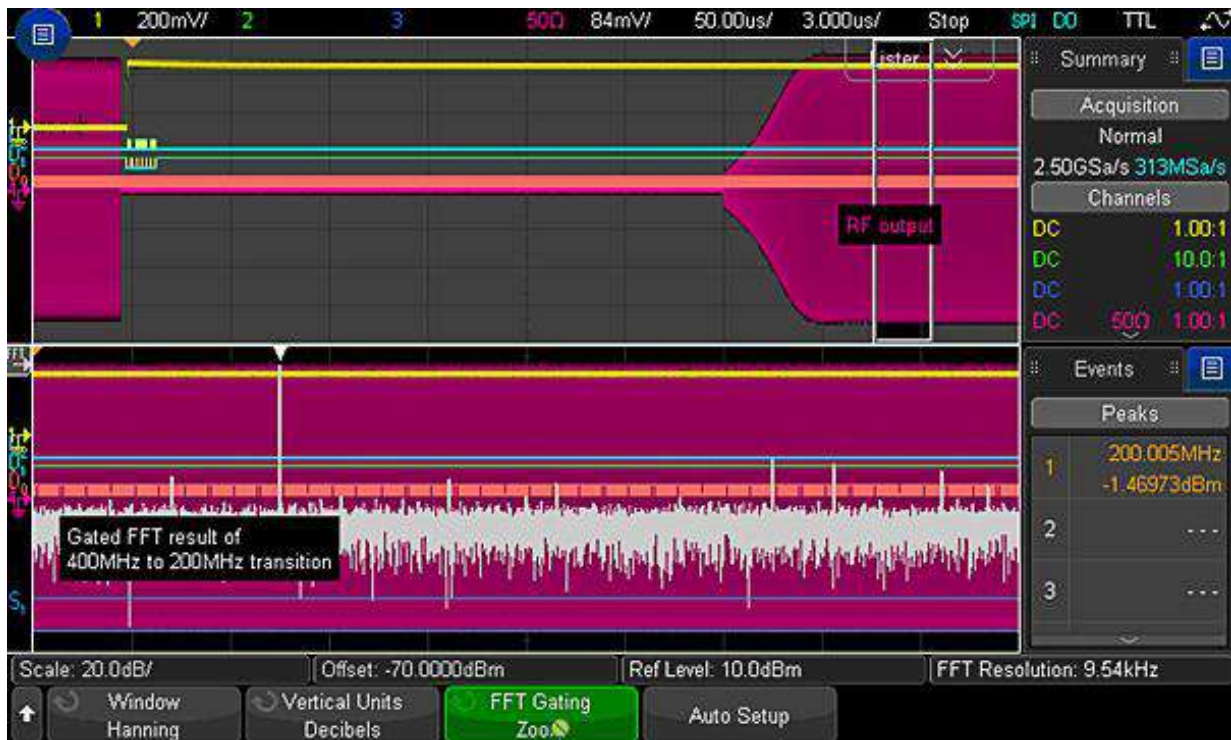 1 200mV/ 2 3 50Ω 84mV/ 50.00us/ 3.000us/ Stop SPI D0 TTL
Lister
RF output
Gated FFT result of
400MHz to 200MHz transition
Summary
Acquisition
Normal
2.50GSa/s 313MSa/s
Channels
DC 1.00:1
DC 10.0:1
DC 1.00:1
DC 50Ω 1.00:1
Events
Peaks
1 200.005MHz
-1.46973dBm
2 ---
3 ---
FFT
S1
Scale: 20.0dB/ Offset: -70.0000dBm Ref Level: 10.0dBm FFT Resolution: 9.54kHz
Window
Hanning
Vertical Units
Decibels
FFT Gating
Auto Setup